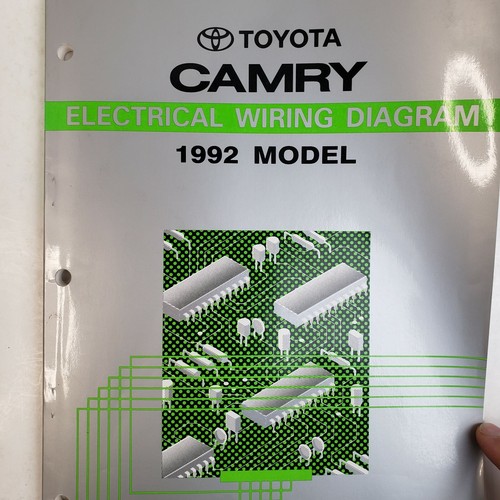 TOYOTA
CAMRY
ELECTRICAL WIRING DIAGRAM
1992 MODEL